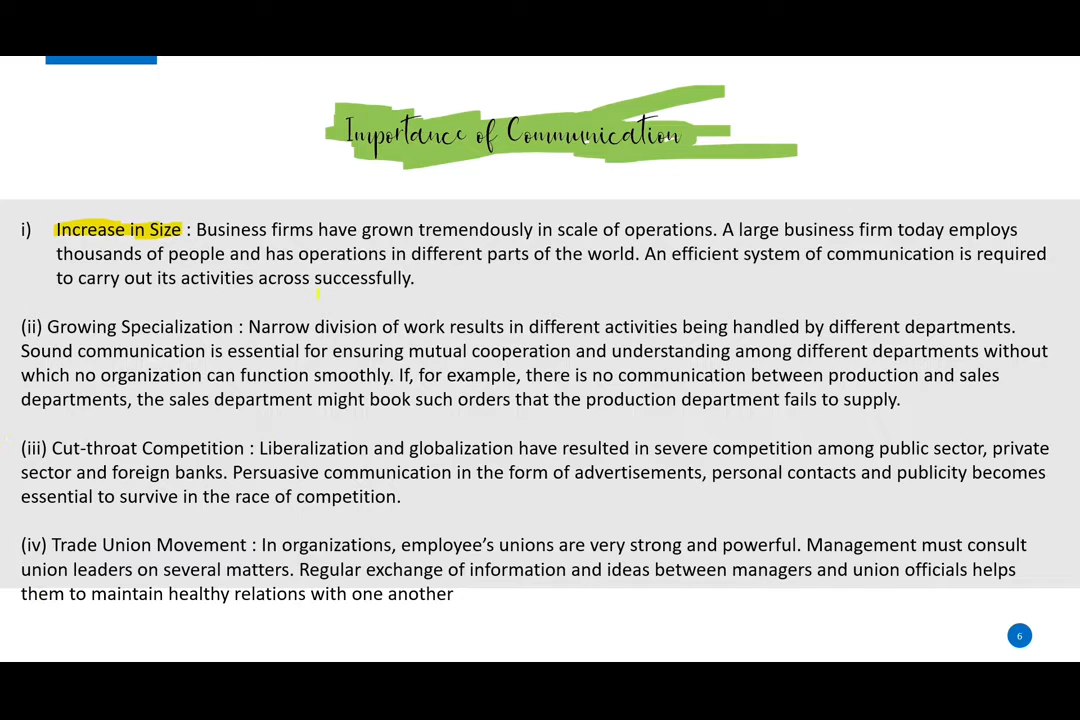 Importance of Communication
i) Increase in Size : Business firms have grown tremendously in scale of operations. A large business firm today employs
thousands of people and has operations in different parts of the world. An efficient system of communication is required
to carry out its activities across successfully.
(ii) Growing Specialization : Narrow division of work results in different activities being handled by different departments.
Sound communication is essential for ensuring mutual cooperation and understanding among different departments without
which no organization can function smoothly. If, for example, there is no communication between production and sales
departments, the sales department might book such orders that the production department fails to supply.
(iii) Cut-throat Competition : Liberalization and globalization have resulted in severe competition among public sector, private
sector and foreign banks. Persuasive communication in the form of advertisements, personal contacts and publicity becomes
essential to survive in the race of competition.
(iv) Trade Union Movement : In organizations, employee’s unions are very strong and powerful. Management must consult
union leaders on several matters. Regular exchange of information and ideas between managers and union officials helps
them to maintain healthy relations with one another
6